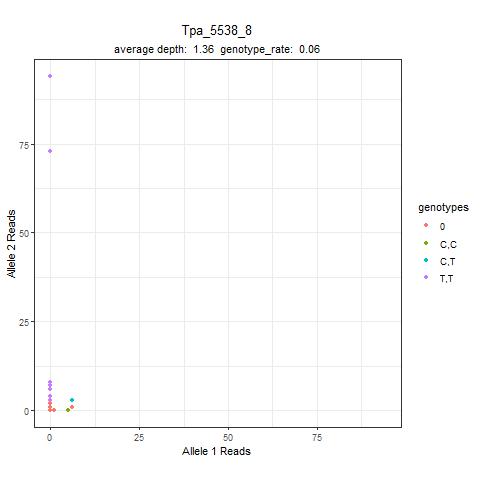 Tpa_5538_8
average depth:  1.36  genotype_rate:  0.06
Allele 2 Reads
75
50
25
0
0
25
50
75
Allele 1 Reads
genotypes
0
C,C
C,T
T,T